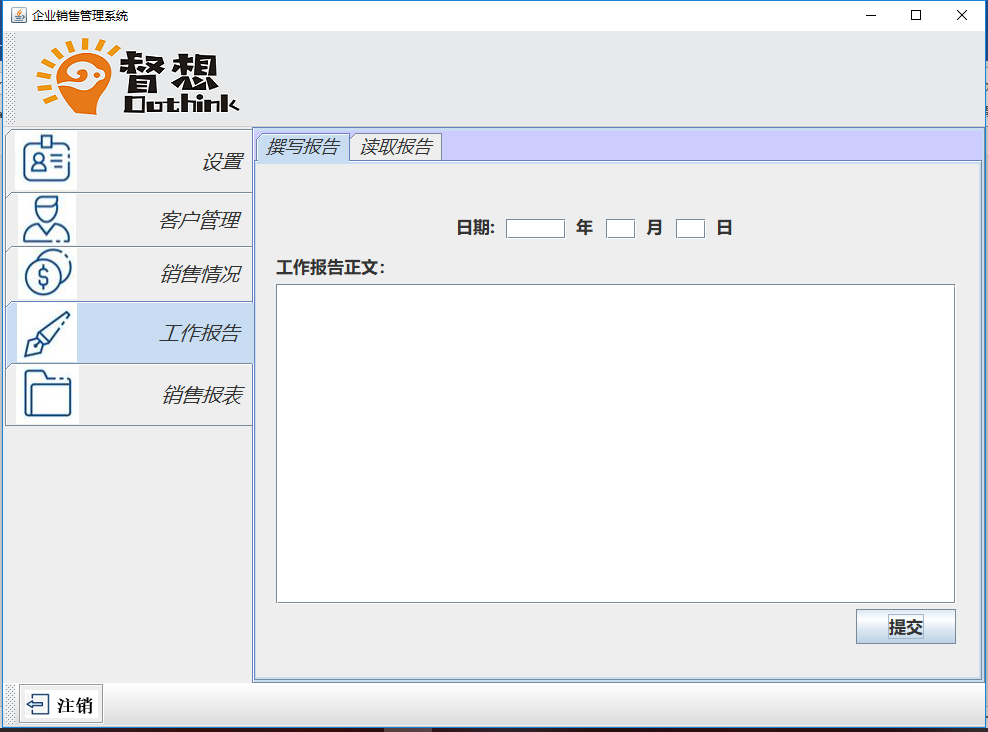 企业销售管理系统
督想
Duthink
设置
客户管理
销售情况
工作报告
销售报表
撰写报告 读取报告
日期: 年 月 日
工作报告正文:
提交
注销